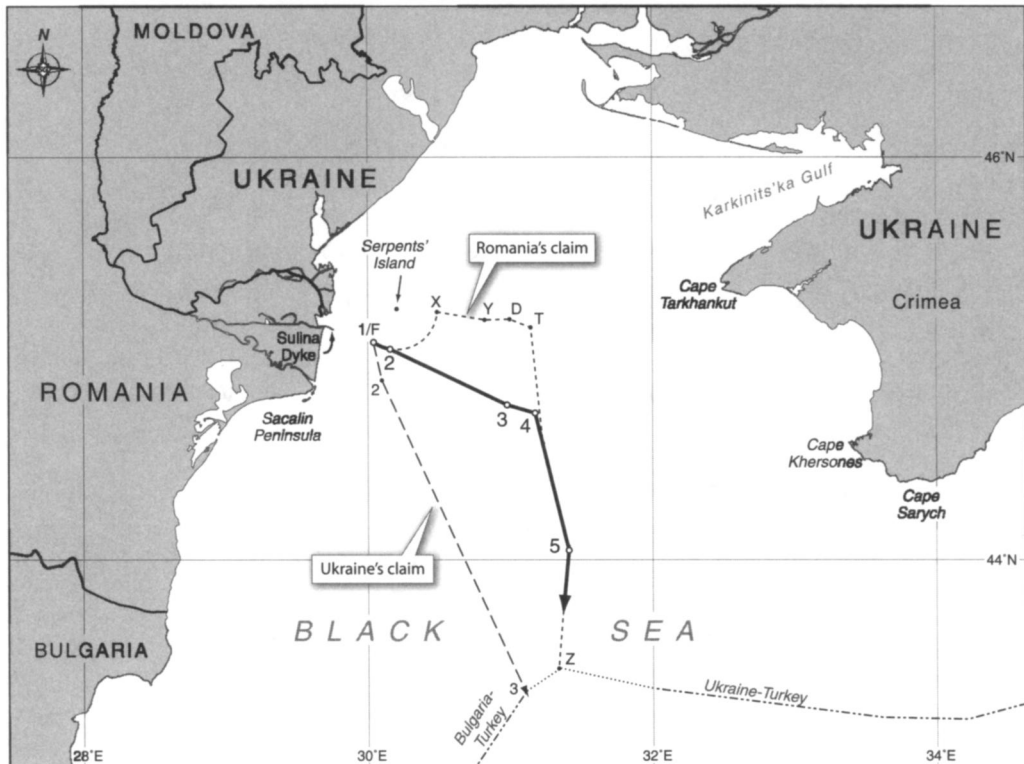 MOLDOVA
N
UKRAINE
46°N
Karkinits'ka Gulf
UKRAINE
Serpents'
Island
Romania's claim
Cape
Tarkhankut
Crimea
X
Y
D
T
1/F
Sulina
Dyke
2
2
ROMANIA
Sacalin
Peninsula
3
4
Cape
Khersones
Cape
Sarych
5
44°N
Ukraine's claim
BLACK SEA
BULGARIA
Z
3
Ukraine-Turkey
Bulgaria-
Turkey
28°E
30°E
32°E
34°E